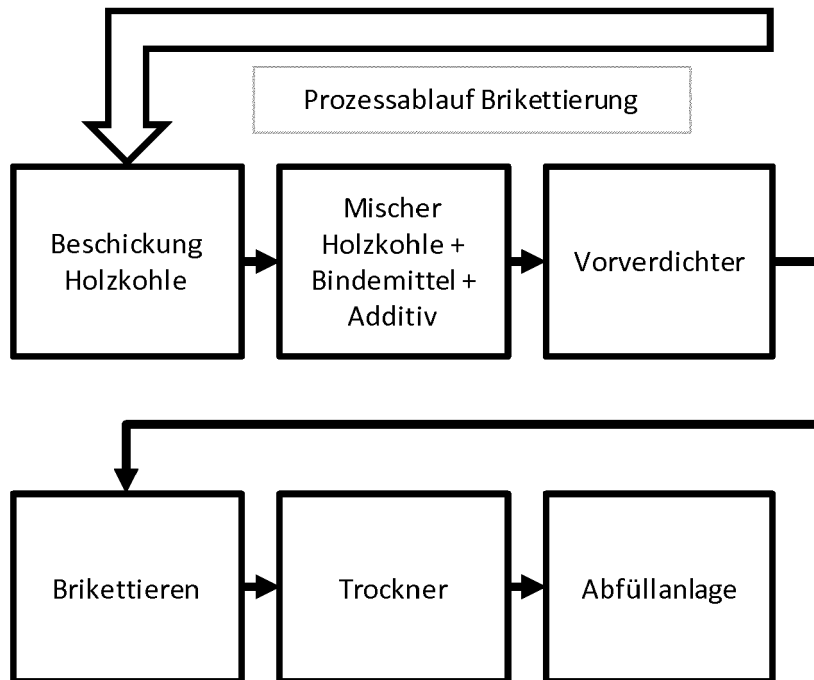 Prozessablauf Brikettierung
Beschickung
Holzkohle
Mischer
Holzkohle +
Bindemittel +
Additiv
Vorverdichter
Brikettieren
Trockner
Abfüllanlage